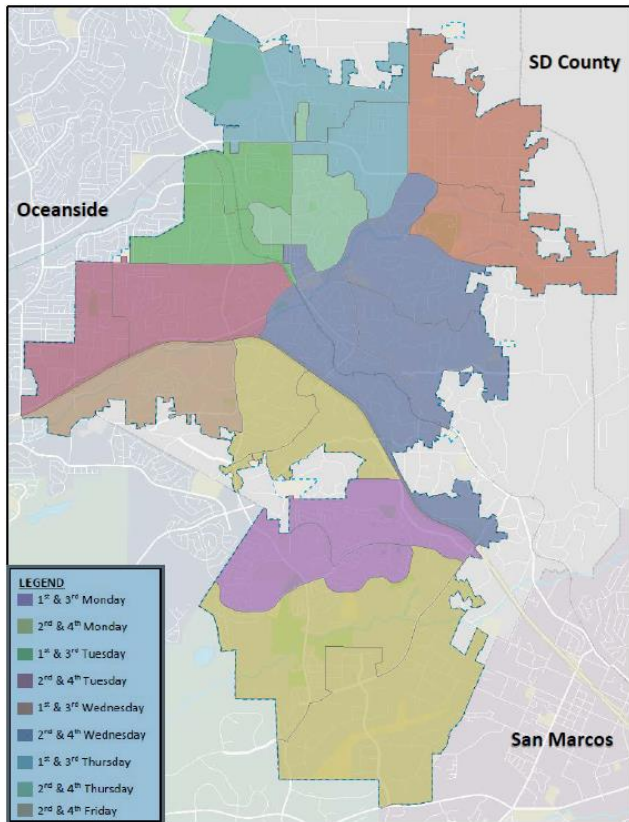 SD County
Oceanside
LEGEND
1st & 3rd Monday
2nd & 4th Monday
1st & 3rd Tuesday
2nd & 4th Tuesday
1st & 3rd Wednesday
2nd & 4th Wednesday
1st & 3rd Thursday
2nd & 4th Thursday
2nd & 4th Friday
San Marcos